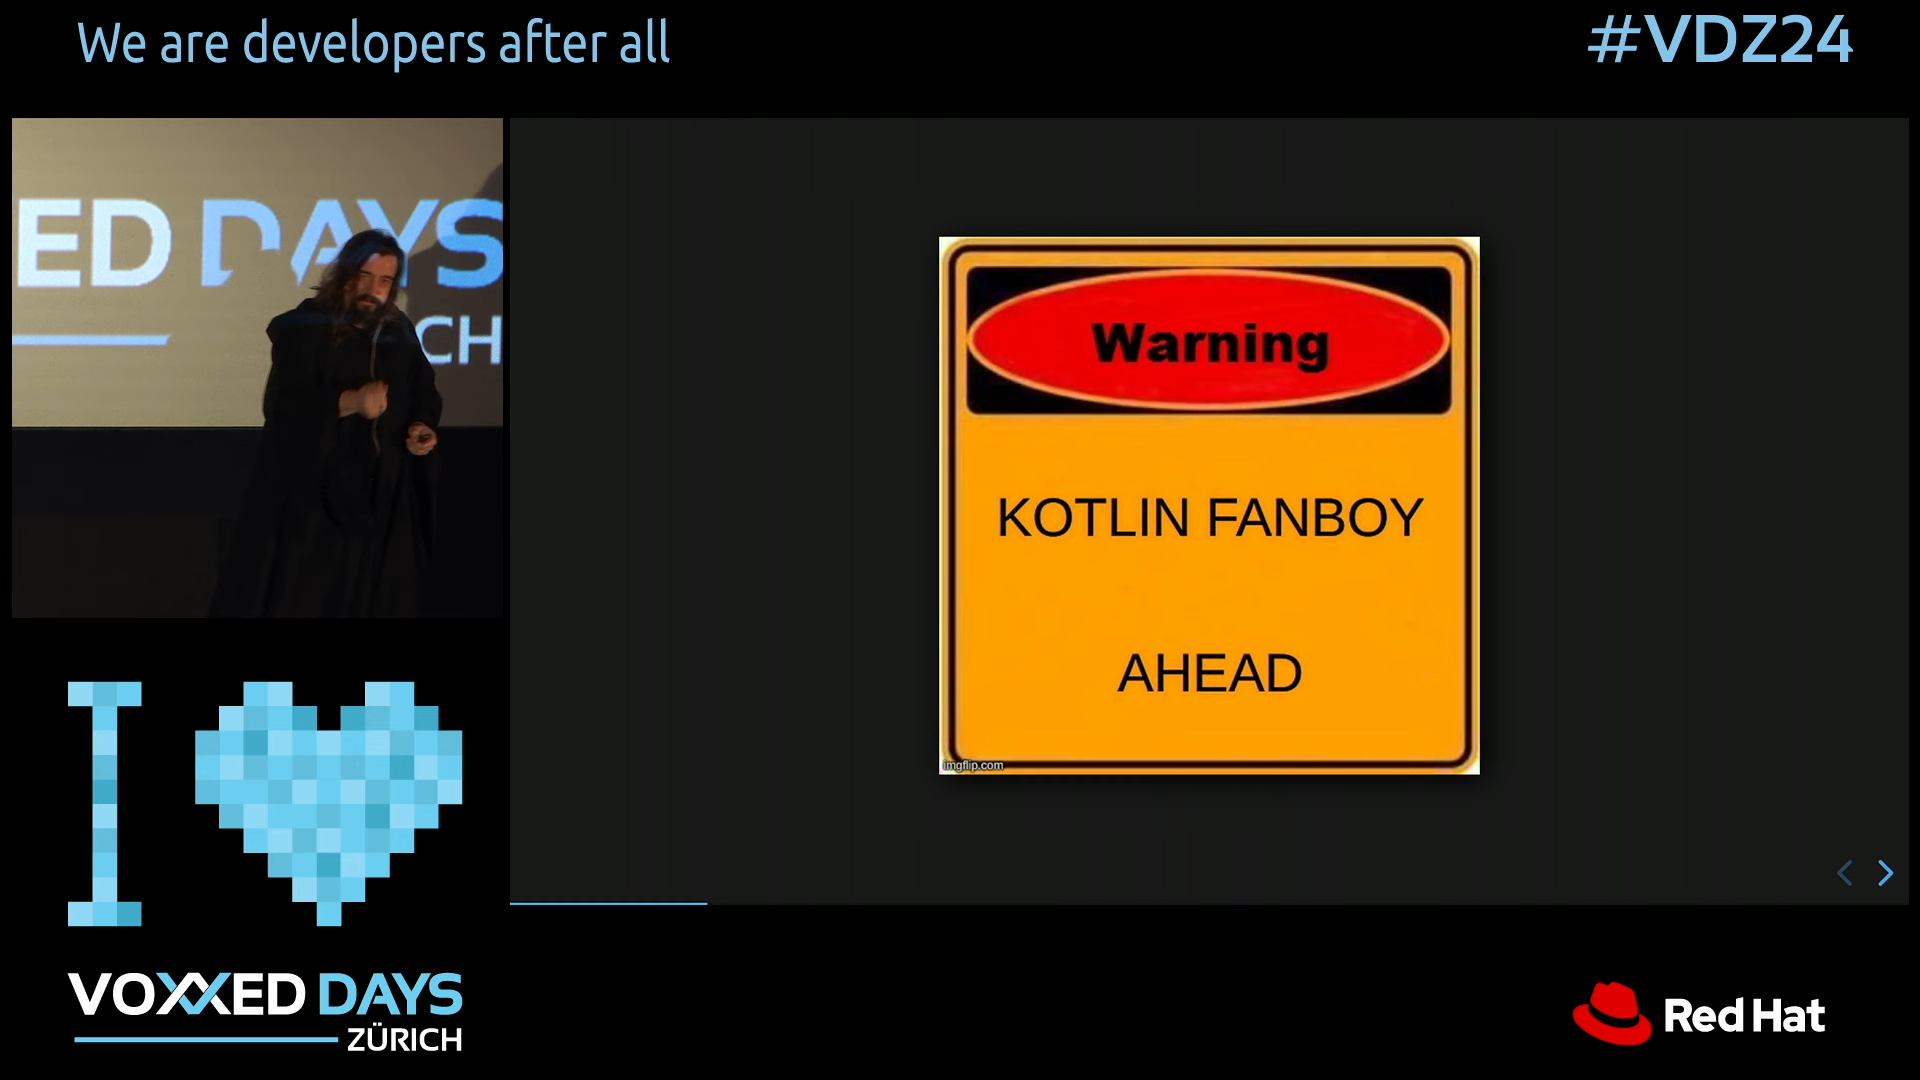 We are developers after all
#VDZ24
ED DAYS
CH
Warning
KOTLIN FANBOY
AHEAD
imgflip.com
I
VOXXED DAYS
ZÜRICH
Red Hat